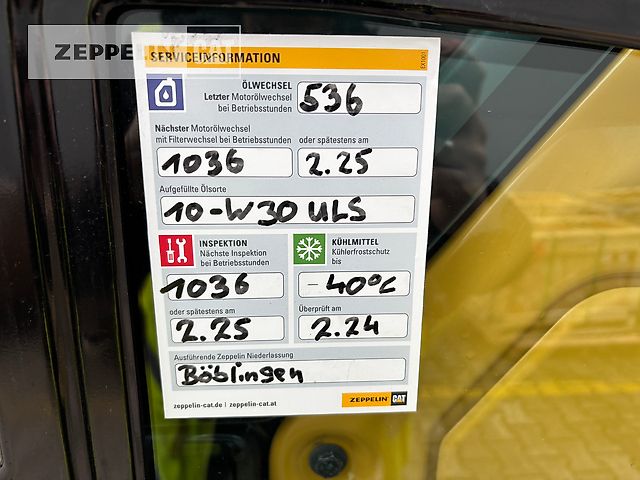 ZEPPELIN CAT
SERVICEINFORMATION
ÖLWECHSEL
Letzter Motorölwechsel
bei Betriebsstunden
536
Nächster Motorölwechsel
mit Filterwechsel bei Betriebsstunden
oder spätestens am
1036
2.25
Aufgefüllte Ölsorte
10-W30 ULS
INSPEKTION
Nächste Inspektion
bei Betriebsstunden
KÜHLMITTEL
Kühlerfrostschutz
bis
1036
-40°C
oder spätestens am
Überprüft am
2.25
2.24
Ausführende Zeppelin Niederlassung
Böblingen
zeppelin-cat.de | zeppelin-cat.at
ZEPPELIN CAT